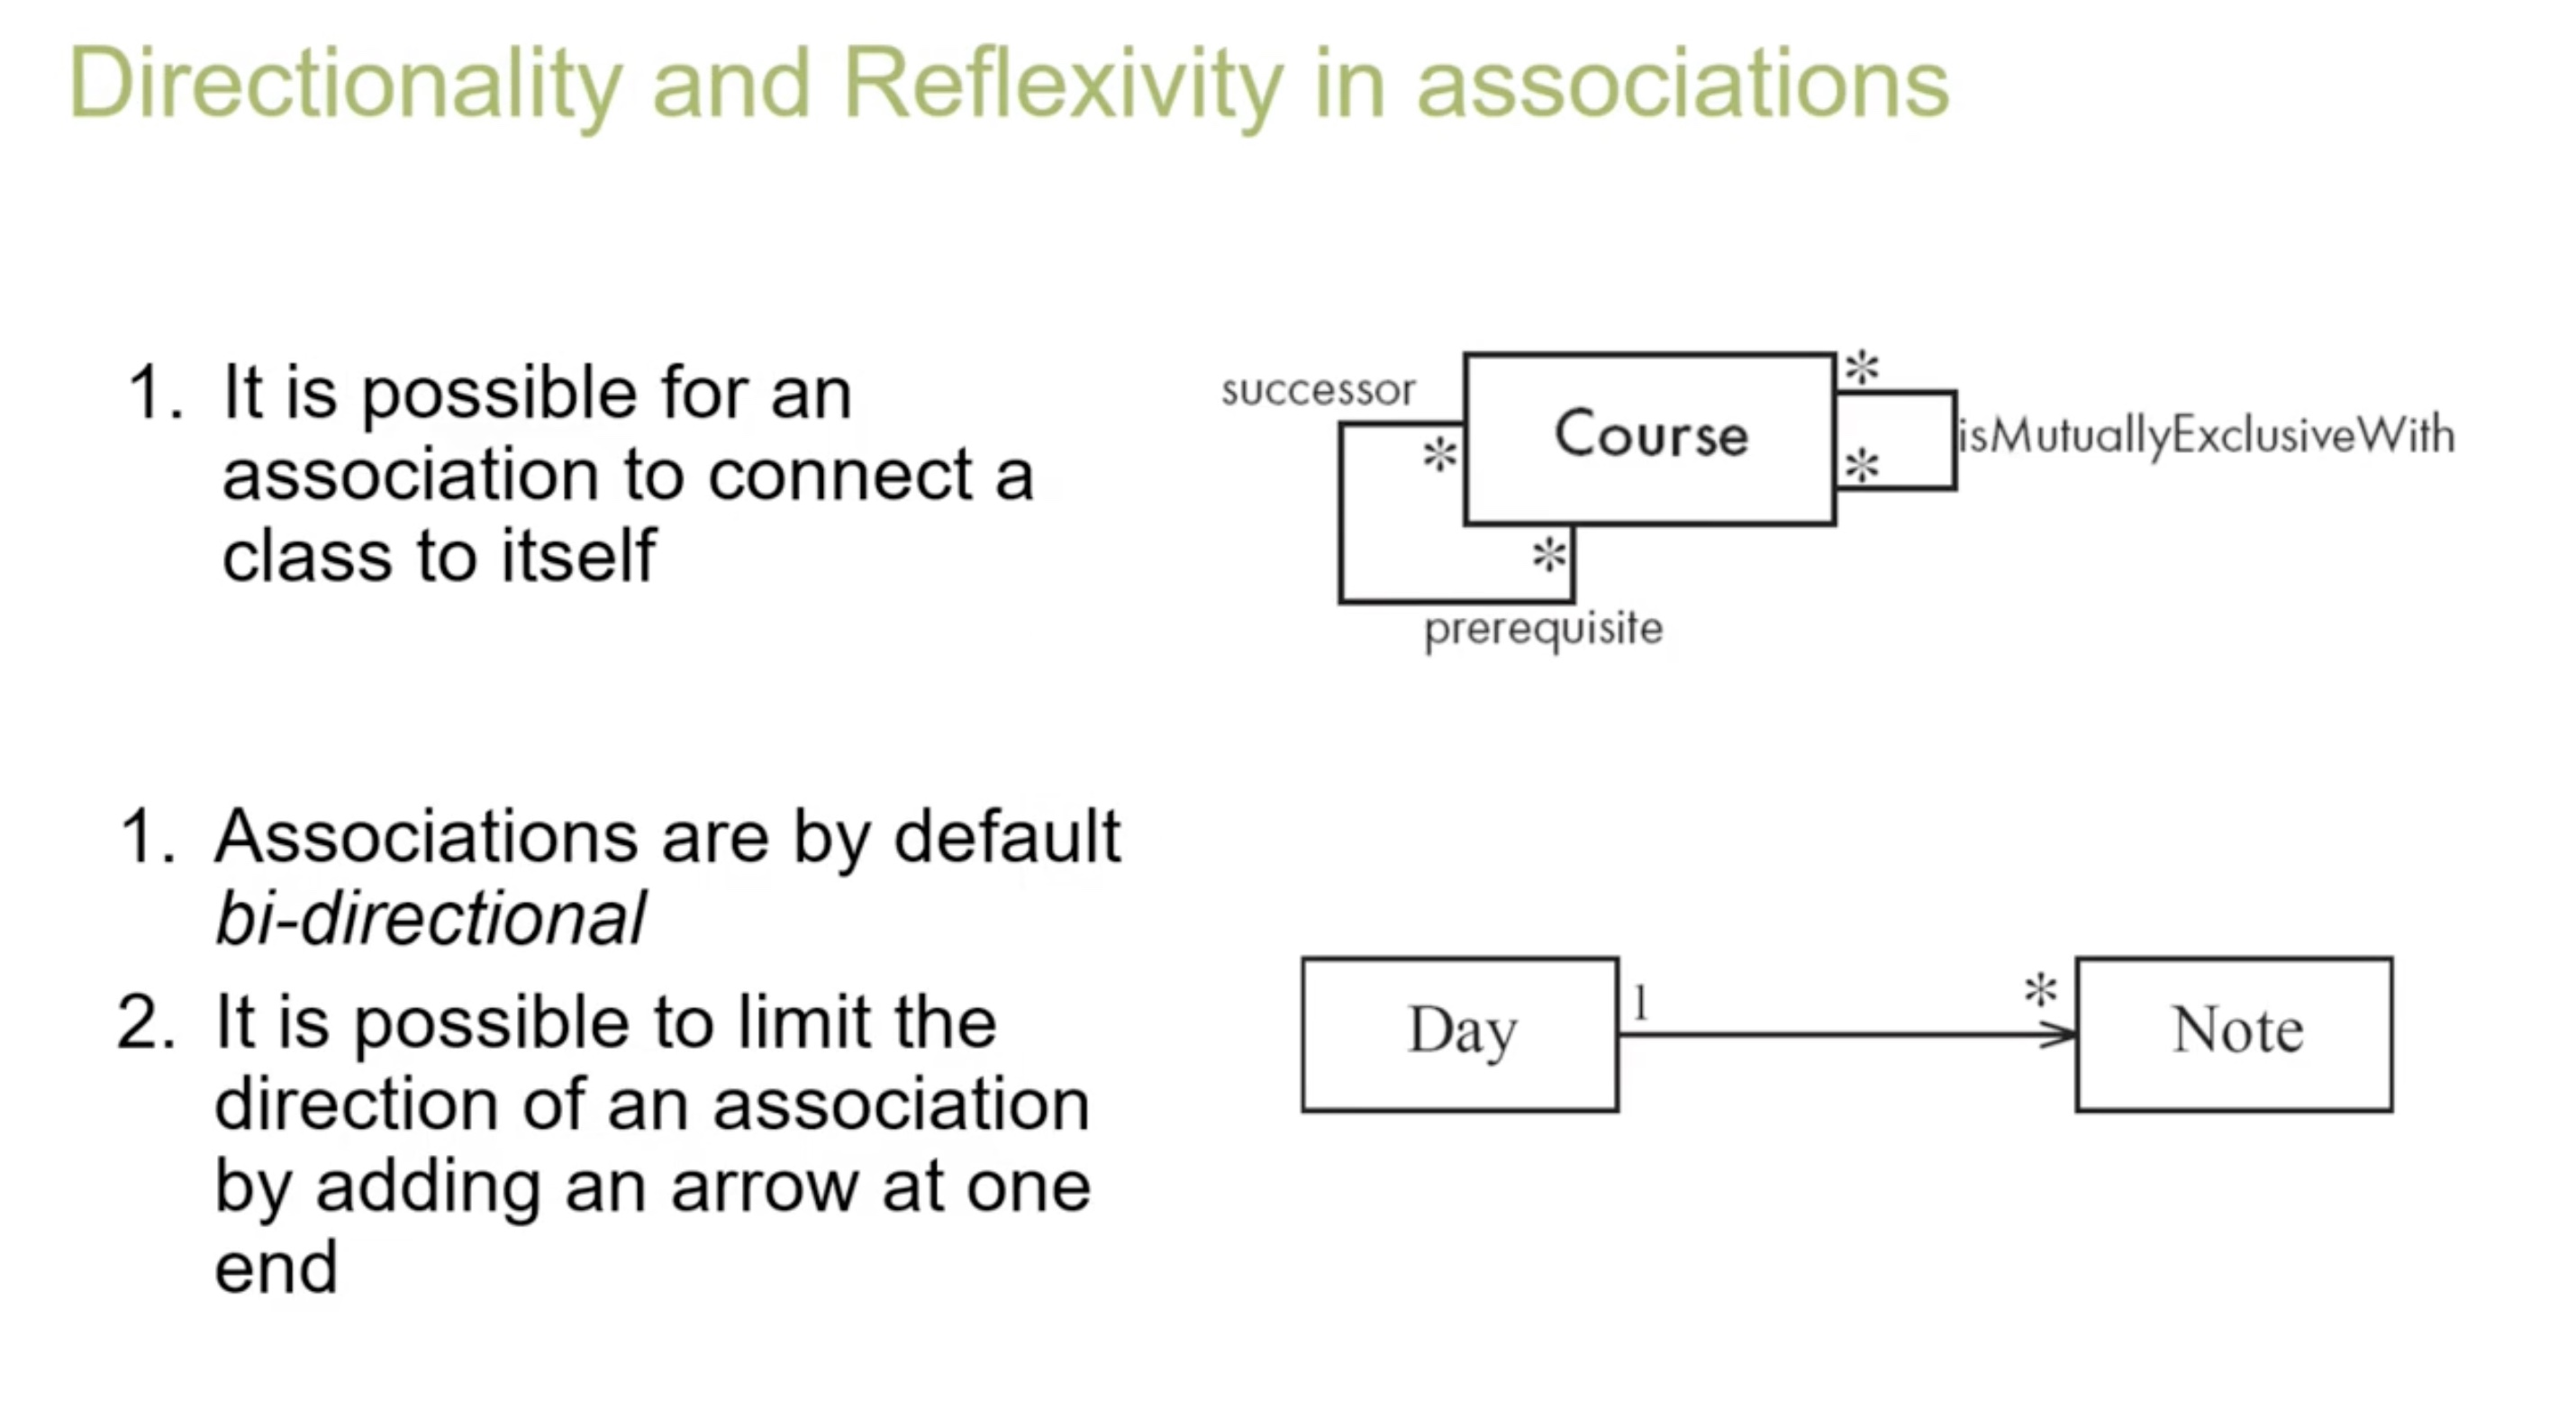 Directionality and Reflexivity in associations
1. It is possible for an
association to connect a
class to itself
successor
*
Course
*
*
isMutuallyExclusiveWith
*
prerequisite
1. Associations are by default
bi-directional
2. It is possible to limit the
direction of an association
by adding an arrow at one
end
Day
1
*
Note